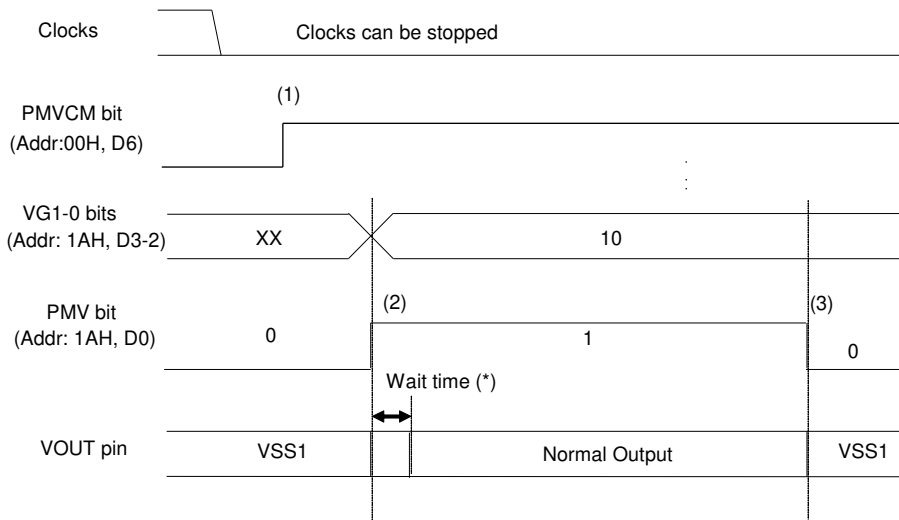 Clocks
Clocks can be stopped
(1)
PMVCM bit
(Addr:00H, D6)
VG1-0 bits
(Addr: 1AH, D3-2)
XX
10
PMV bit
(Addr: 1AH, D0)
0
(2)
1
(3)
0
Wait time (*)
VOUT pin
VSS1
Normal Output
VSS1